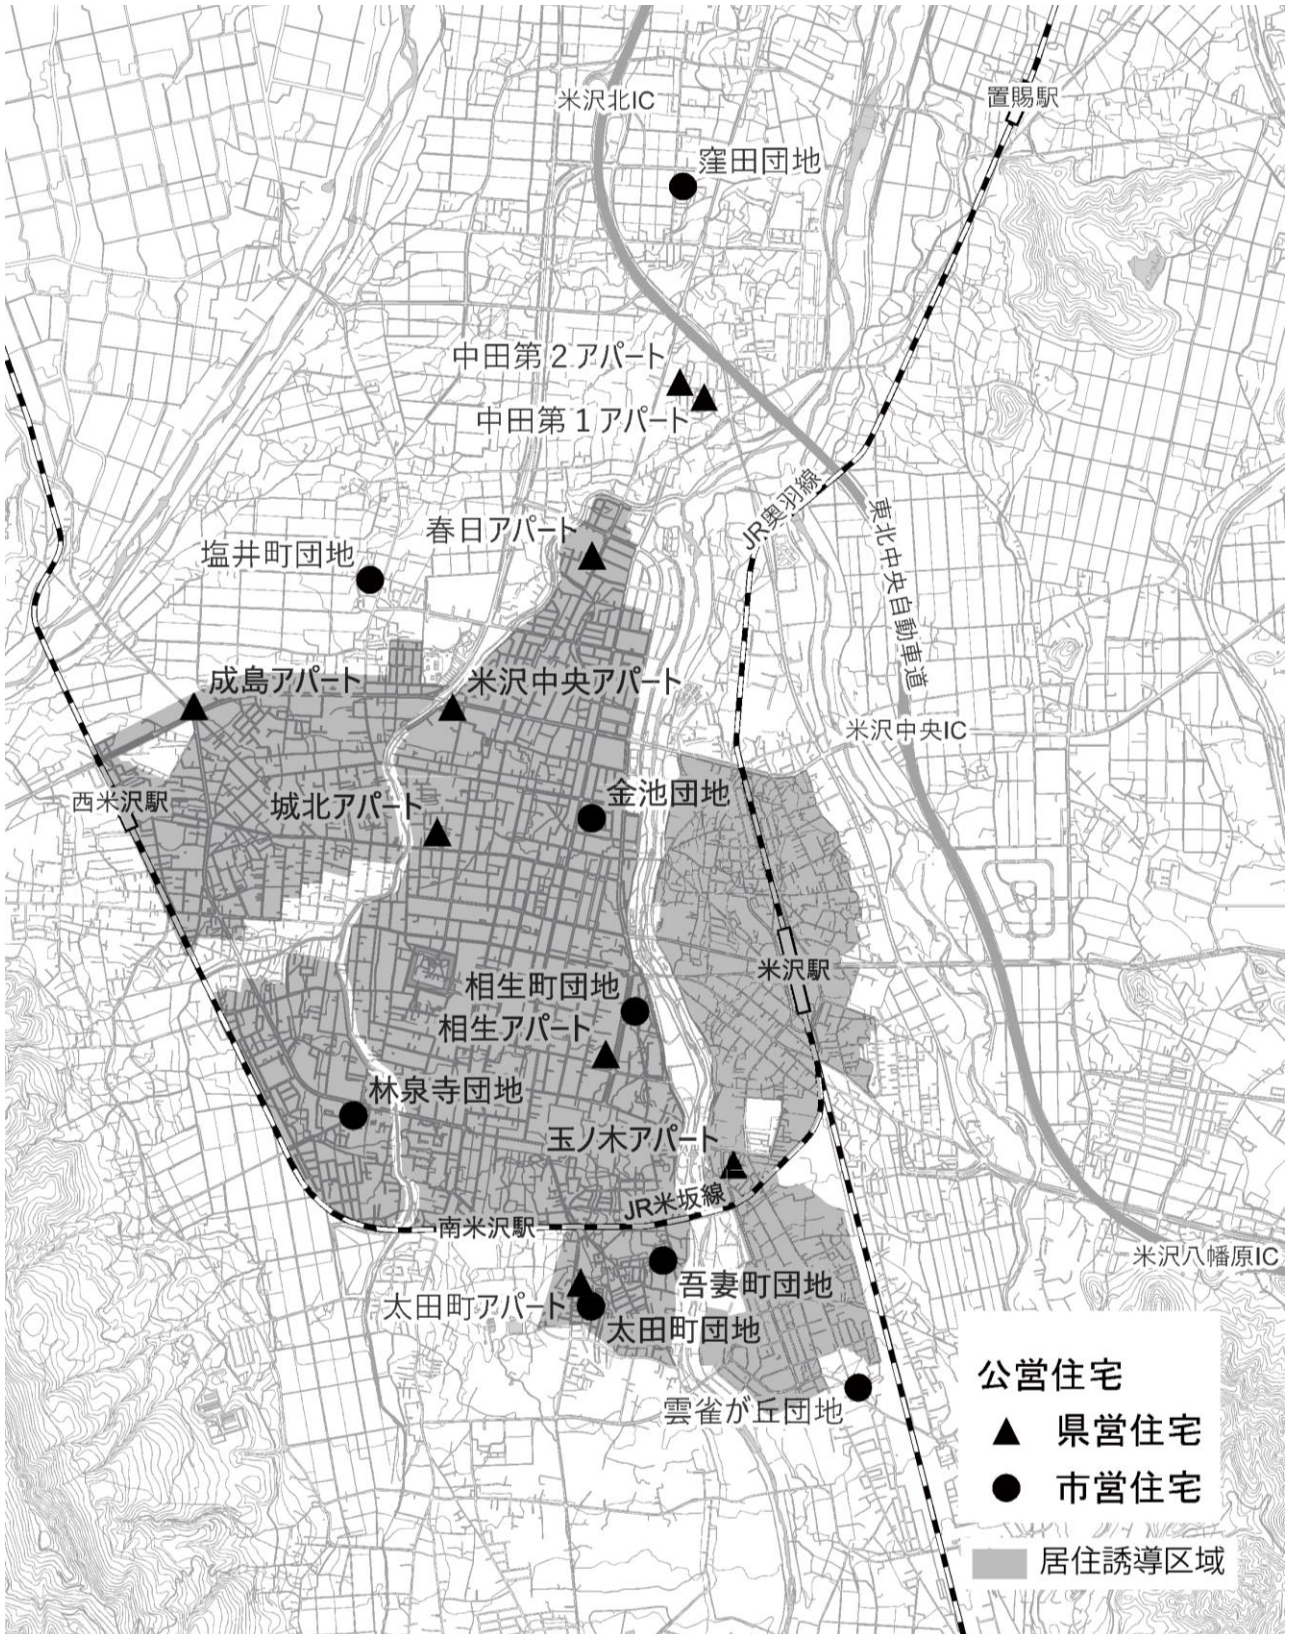 米沢北IC
置賜駅
窪田団地
中田第2アパート
中田第1アパート
JR奥羽線
東北中央自動車道
春日アパート
塩井町団地
成島アパート
米沢中央アパート
米沢中央IC
西米沢駅
城北アパート
金池団地
米沢駅
相生町団地
相生アパート
林泉寺団地
玉ノ木アパート
JR米坂線
南米沢駅
米沢八幡原IC
吾妻町団地
太田町アパート
太田町団地
雲雀が丘団地
公営住宅
県営住宅
市営住宅
居住誘導区域